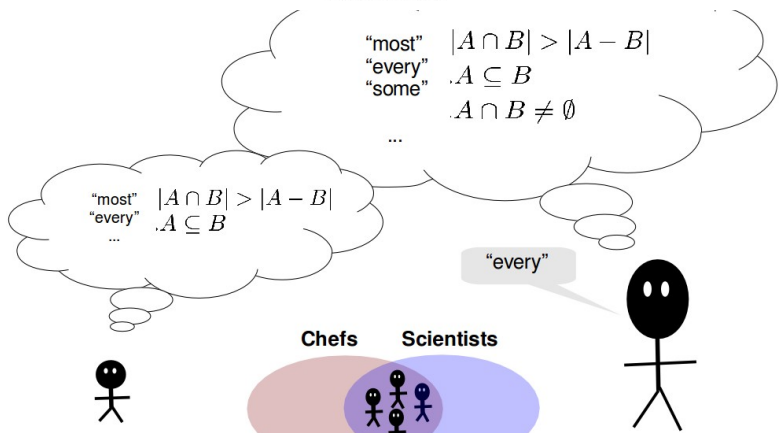 “most” |A ∩ B| > |A − B|
“every” .A ⊆ B
“some” .A ∩ B ≠ ∅
...
“most” |A ∩ B| > |A − B|
“every” .A ⊆ B
...
“every”
Chefs Scientists